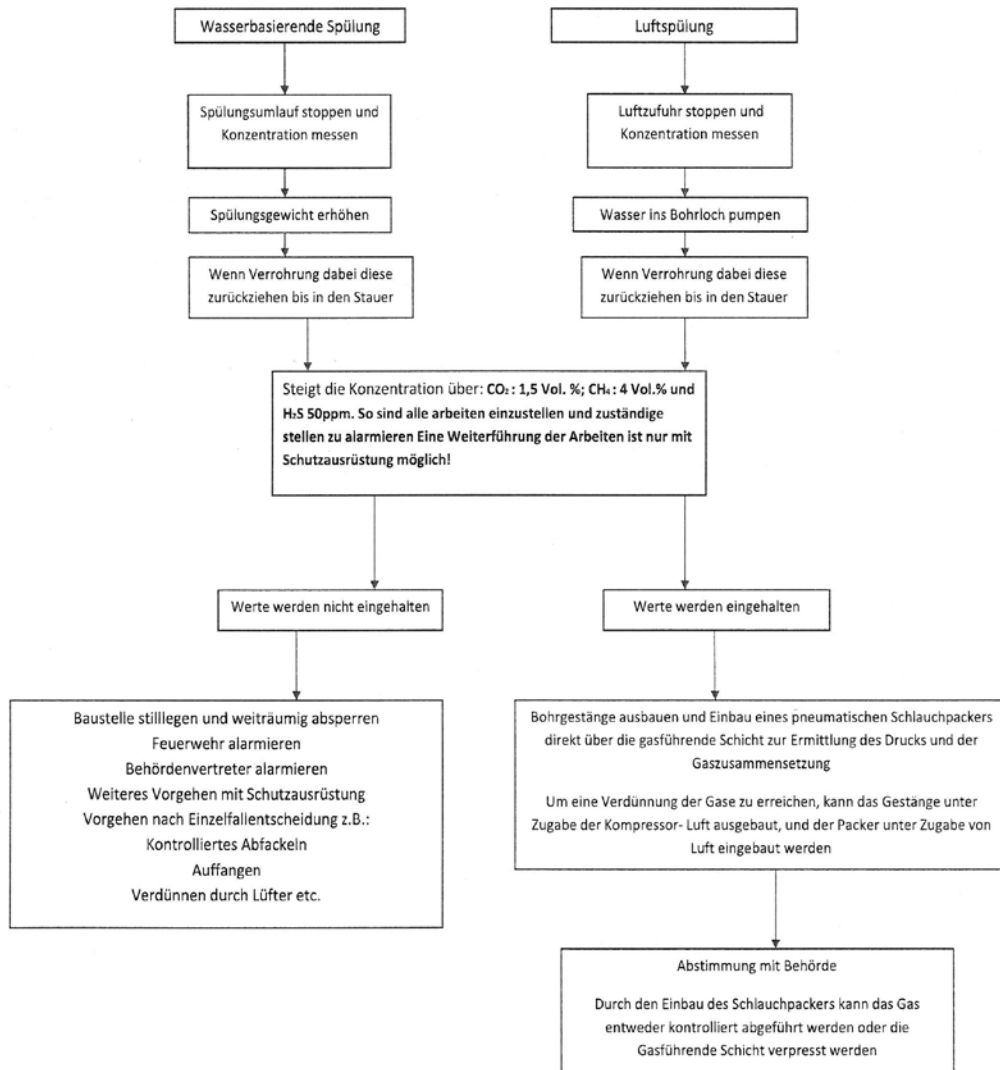 Wasserbasierende Spülung
Luftspülung
Spülungsumlauf stoppen und
Konzentration messen
Luftzufuhr stoppen und
Konzentration messen
Spülungsgewicht erhöhen
Wasser ins Bohrloch pumpen
Wenn Verrohrung dabei diese
zurückziehen bis in den Stauer
Wenn Verrohrung dabei diese
zurückziehen bis in den Stauer
Steigt die Konzentration über: CO₂ : 1,5 Vol. %; CH₄ : 4 Vol.% und
H₂S 50ppm. So sind alle arbeiten einzustellen und zuständige
stellen zu alarmieren Eine Weiterführung der Arbeiten ist nur mit
Schutzausrüstung möglich!
Werte werden nicht eingehalten
Werte werden eingehalten
Baustelle stilllegen und weiträumig absperren
Feuerwehr alarmieren
Behördenvertreter alarmieren
Weiteres Vorgehen mit Schutzausrüstung
Vorgehen nach Einzelfallentscheidung z.B.:
Kontrolliertes Abfackeln
Auffangen
Verdünnen durch Lüfter etc.
Bohrgestänge ausbauen und Einbau eines pneumatischen Schlauchpackers
direkt über die gasführende Schicht zur Ermittlung des Drucks und der
Gaszusammensetzung
Um eine Verdünnung der Gase zu erreichen, kann das Gestänge unter
Zugabe der Kompressor- Luft ausgebaut, und der Packer unter Zugabe von
Luft eingebaut werden
Abstimmung mit Behörde
Durch den Einbau des Schlauchpackers kann das Gas
entweder kontrolliert abgeführt werden oder die
Gasführende Schicht verpresst werden